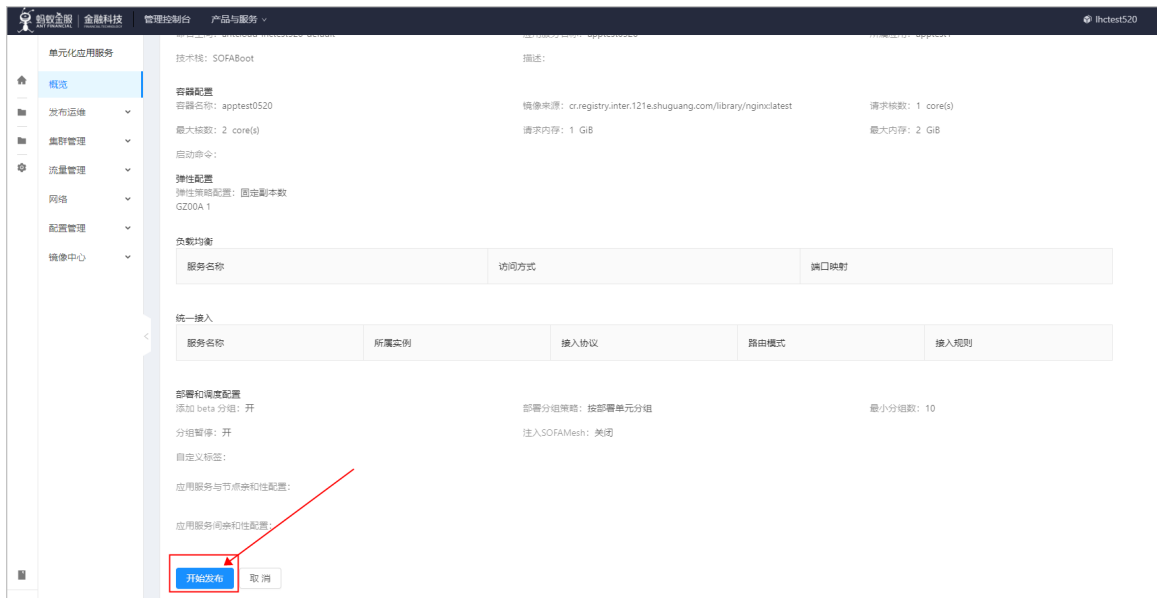 蚂蚁金服 金融科技 管理控制台 产品与服务 lhctest520
ANT FINANCIAL
单元化应用服务
概览
发布运维
集群管理
流量管理
网络
配置管理
镜像中心
技术栈：SOFABoot 描述：
容器配置
容器名称：apptest0520 镜像来源：cr.registry.inter.121e.shuguang.com/library/nginx:latest 请求核数：1 core(s)
最大核数：2 core(s) 请求内存：1 GiB 最大内存：2 GiB
启动命令：
弹性配置
弹性策略配置：固定副本数
GZ00A 1
负载均衡
服务名称 访问方式 端口映射
统一接入
服务名称 所属实例 接入协议 路由模式 接入规则
部署和调度配置
添加 beta 分组：开 部署分组策略：按部署单元分组 最小分组数：10
分组暂停：开 注入SOFAMesh：关闭
自定义标签：
应用服务与节点亲和性配置：
应用服务间亲和性配置：
开始发布 取 消